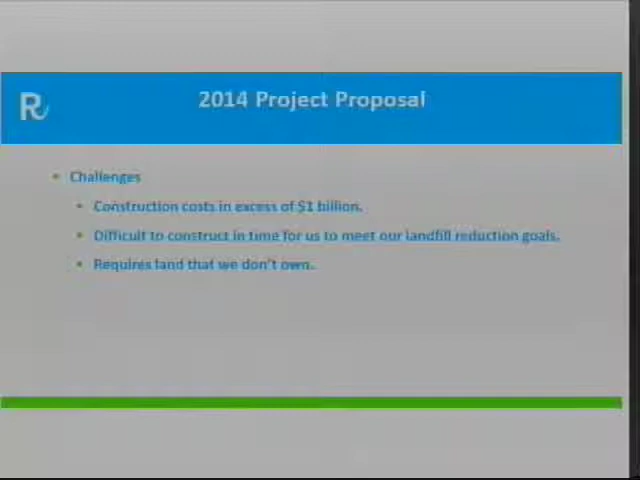 R
2014 Project Proposal
Challenges
Construction costs in excess of $1 billion.
Difficult to construct in time for us to meet our landfill reduction goals.
Requires land that we don't own.